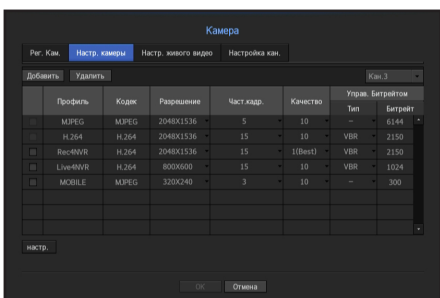 Камера
Рег. Кам. Настр. камеры Настр. живого видео Настройка кан.
Добавить Удалить Кан.3
Профиль Кодек Разрешение Част.кадр. Качество Управ. Битрейтом
Тип Битрейт
MJPEG MJPEG 2048X1536 5 10 -- 6144
H.264 H.264 2048X1536 15 10 VBR 2150
Rec4NVR H.264 2048X1536 15 1(Best) VBR 2150
Live4NVR H.264 800X600 15 10 VBR 1024
MOBILE MJPEG 320X240 3 10 -- 300
настр.
OK Отмена